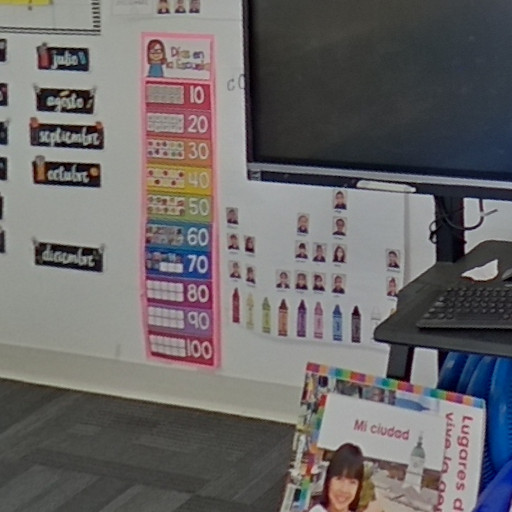 julio
agosto
septiembre
octubre
diciembre
Días en
la Escuela
10
20
30
40
50
60
70
80
90
100
Mi ciudad
Lugares d